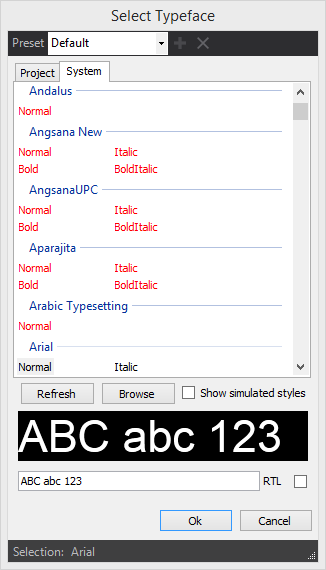 Select Typeface
Preset Default
Project System
Andalus
Normal
Angsana New
Normal Italic
Bold BoldItalic
AngsanaUPC
Normal Italic
Bold BoldItalic
Aparajita
Normal Italic
Bold BoldItalic
Arabic Typesetting
Normal
Arial
Normal Italic
Refresh Browse Show simulated styles
ABC abc 123
ABC abc 123 RTL
Ok Cancel
Selection: Arial